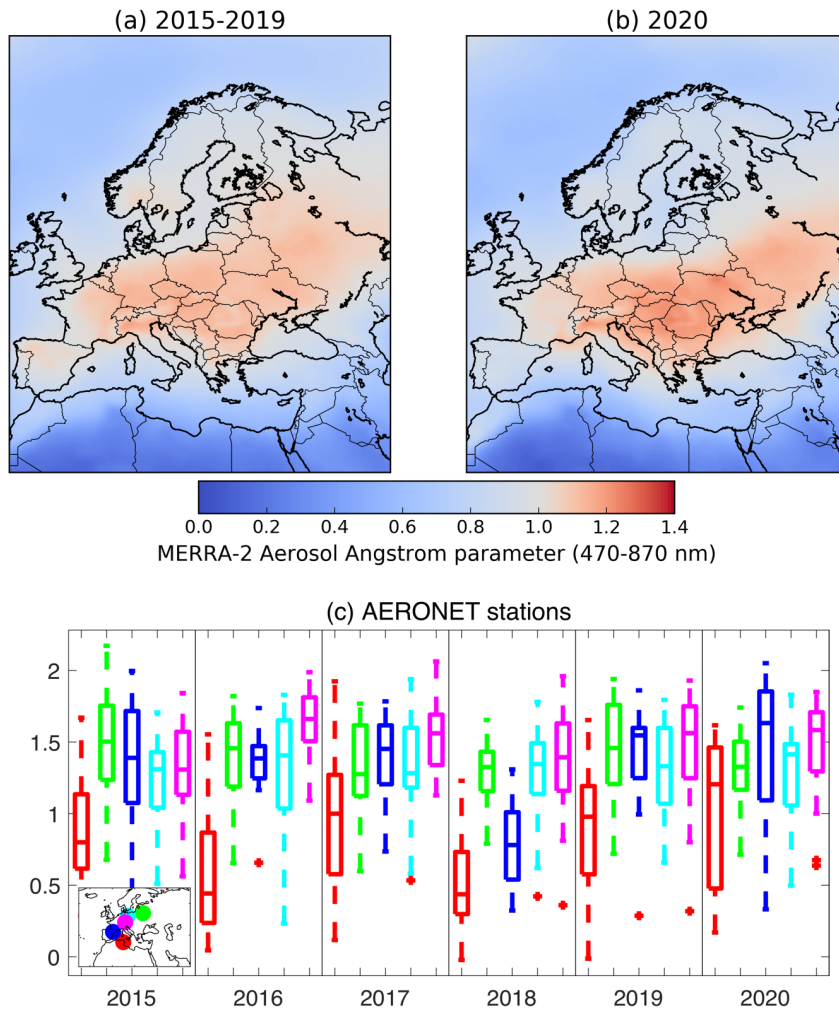 (a) 2015-2019
(b) 2020
0.0 0.2 0.4 0.6 0.8 1.0 1.2 1.4
MERRA-2 Aerosol Angstrom parameter (470-870 nm)
(c) AERONET stations
2
1.5
1
0.5
0
2015 2016 2017 2018 2019 2020